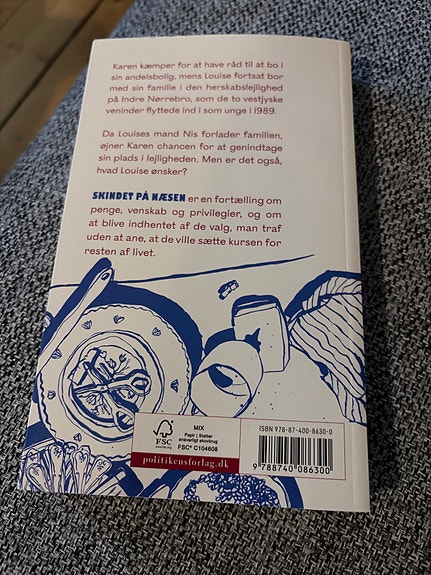 Karen kæmper for at have råd til at bo i
sin andelsbolig, mens Louise fortsat bor
med sin familie i den herskabslejlighed
på Indre Nørrebro, som de to vestjyske
veninder flyttede ind i som unge i 1989.
Da Louises mand Nis forlader familien,
øjner Karen chancen for at genindtage
sin plads i lejligheden. Men er det også,
hvad Louise ønsker?
SKINDET PÅ NÆSEN er en fortælling om
penge, venskab og privilegier, og om
at blive indhentet af de valg, man traf
uden at ane, at de ville sætte kursen for
resten af livet.
FSC
www.fsc.org
MIX
Papir | Støtter
ansvarligt skovbrug
FSC® C104608
politikensforlag.dk
ISBN 978-87-400-8630-0
9 788740 086300